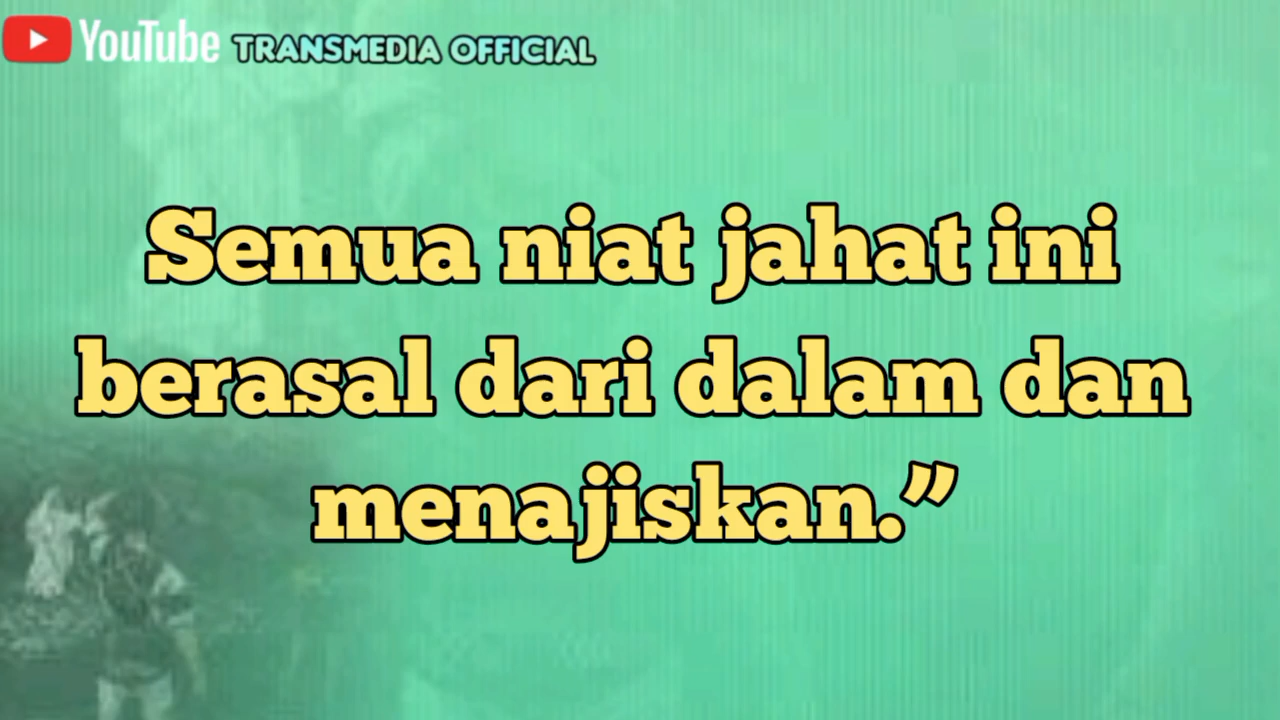 YouTube TRANSMEDIA OFFICIAL
Semua niat jahat ini
berasal dari dalam dan
menajiskan.”